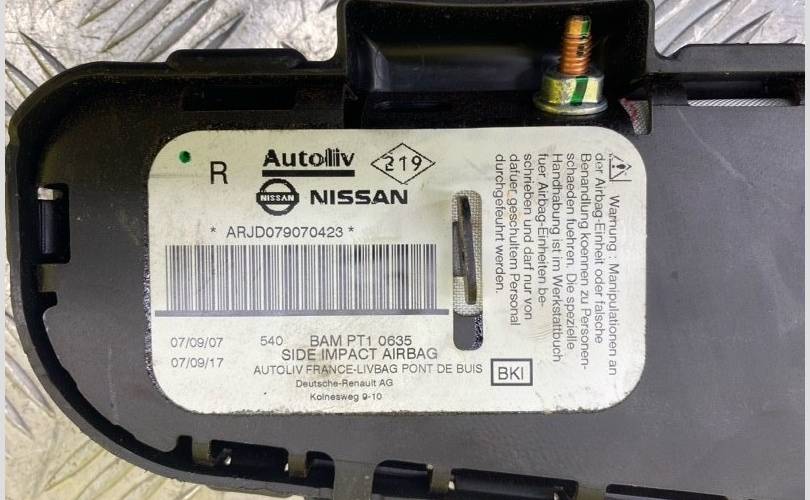 R
Autoliv
219
NISSAN
NISSAN
* ARJD079070423 *
07/09/07 540 BAM PT1 0635
SIDE IMPACT AIRBAG
07/09/17
AUTOLIV FRANCE-LIVBAG PONT DE BUIS
BKI
Deutsche-Renault AG
Kolnesweg 9-10
Warnung : Manipulationen an
der Airbag-Einheit oder falsche
Benandlung koennen zu Personen-
schaeden fuehren. Die spezielle
Handhabung ist im Werkstattbuch
fuer Airbag-Einheiten be-
schrieben und darf nur von
dafuer geschultem Personal
durchgefeuhrt werden.